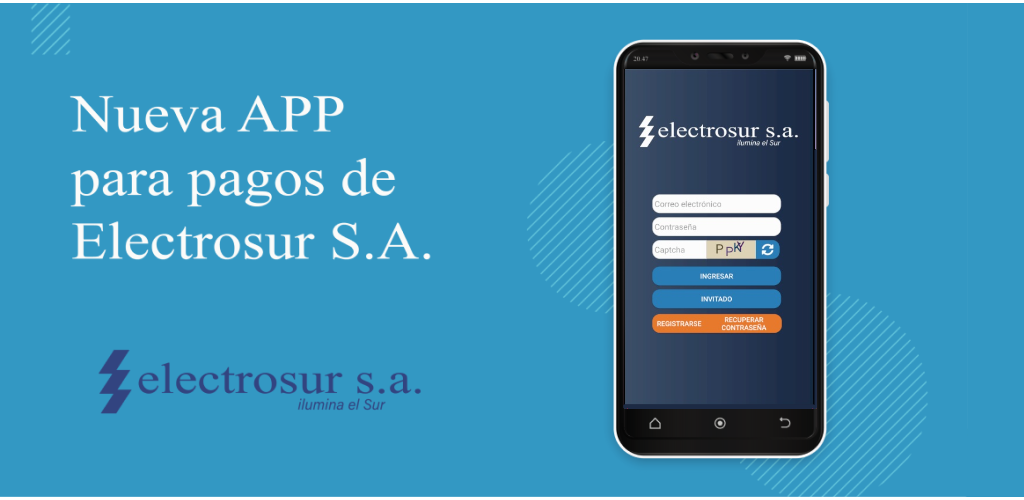 Nueva APP
para pagos de
Electrosur S.A.
electrosur s.a.
ilumina el Sur
20:47
electrosur s.a.
ilumina el Sur
Correo electrónico
Contraseña
Captcha
PpKY
INGRESAR
INVITADO
REGISTRARSE
RECUPERAR
CONTRASEÑA